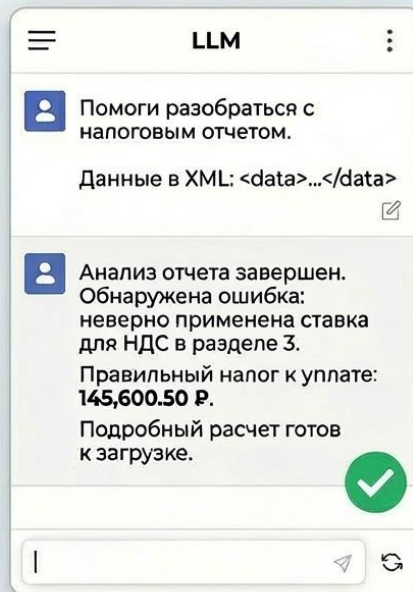 LLM
Помоги разобраться с
налоговым отчетом.
Данные в XML: <data>...</data>
Анализ отчета завершен.
Обнаружена ошибка:
неверно применена ставка
для НДС в разделе 3.
Правильный налог к уплате:
145,600.50 ₽.
Подробный расчет готов
к загрузке.